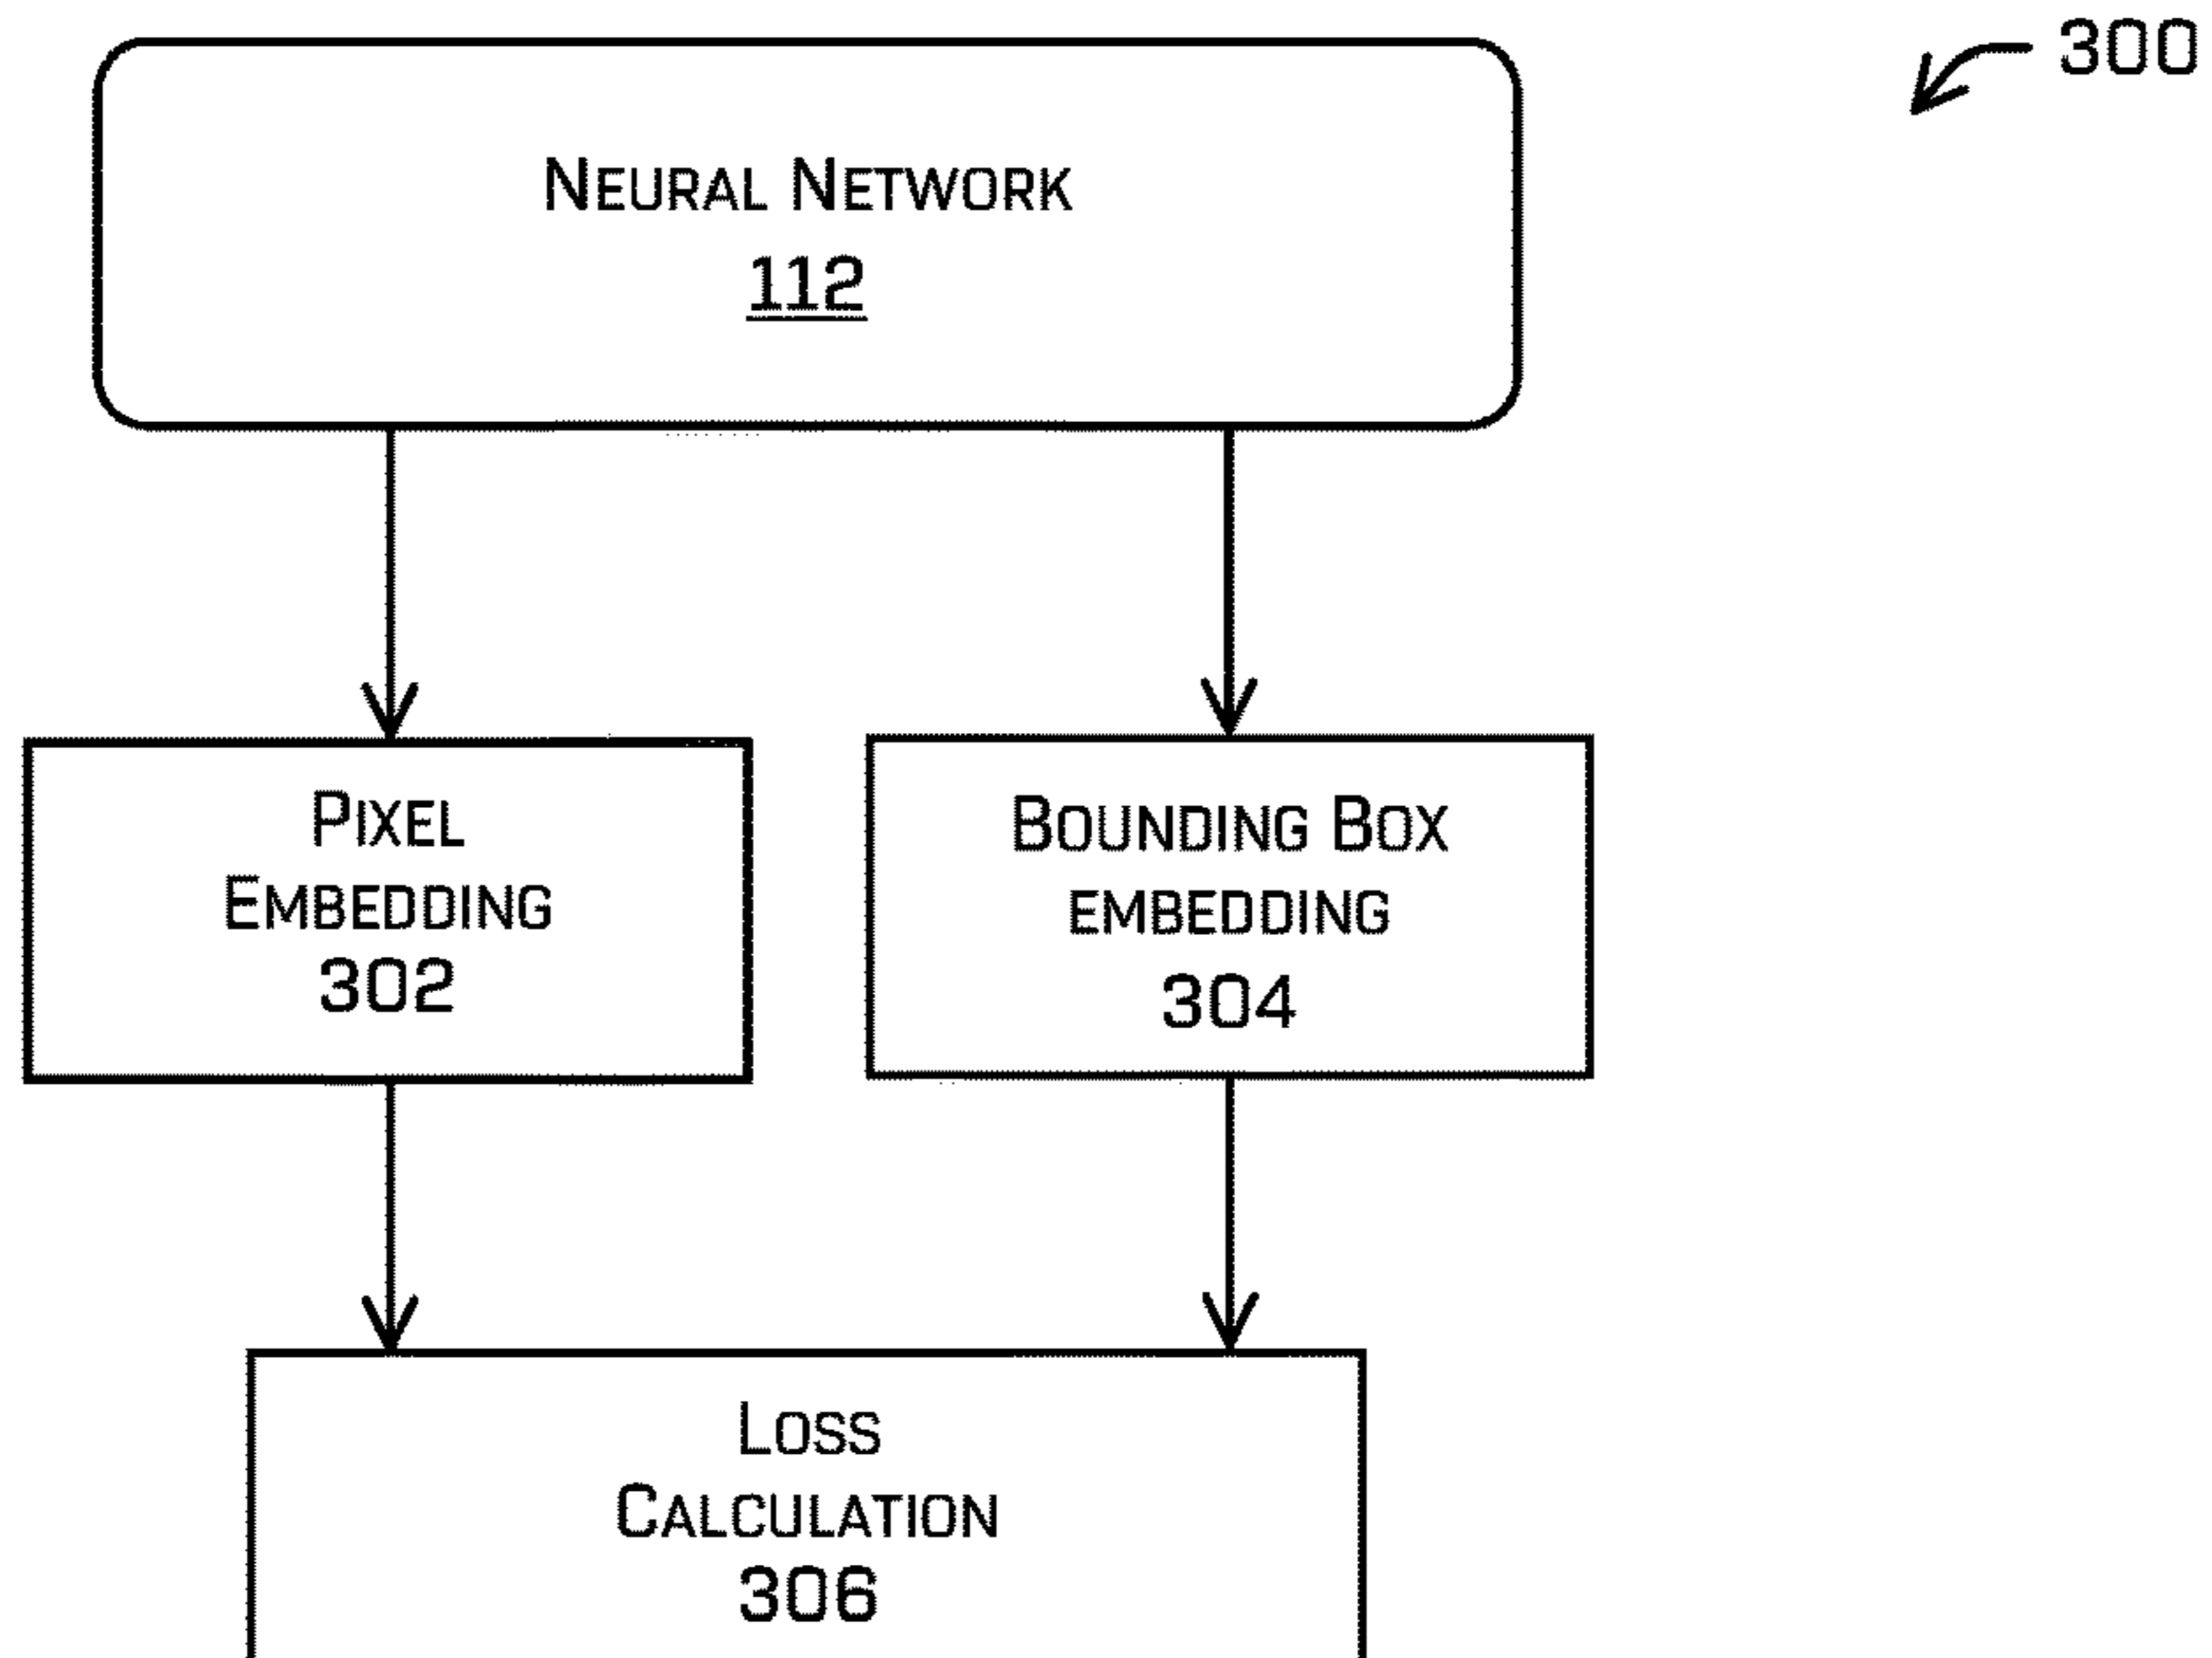 300
NEURAL NETWORK
112
PIXEL
EMBEDDING
302
BOUNDING BOX
EMBEDDING
304
LOSS
CALCULATION
306